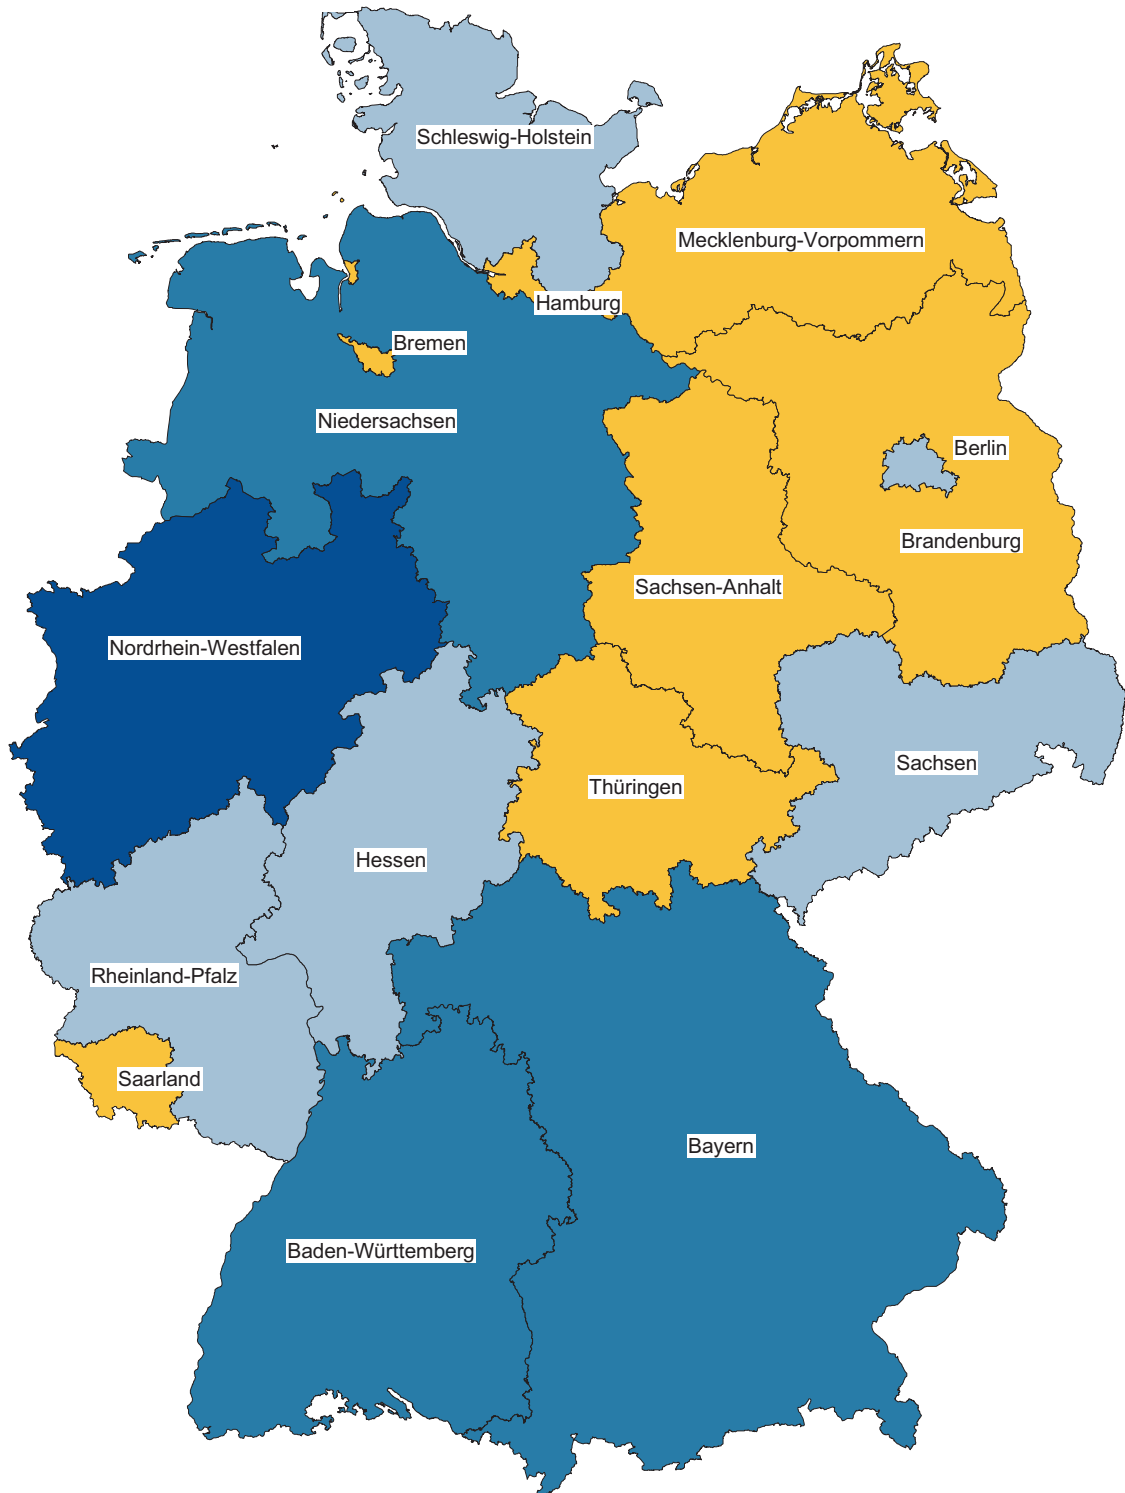 Schleswig-Holstein
Mecklenburg-Vorpommern
Hamburg
Bremen
Niedersachsen
Berlin
Brandenburg
Sachsen-Anhalt
Nordrhein-Westfalen
Sachsen
Thüringen
Hessen
Rheinland-Pfalz
Saarland
Bayern
Baden-Württemberg